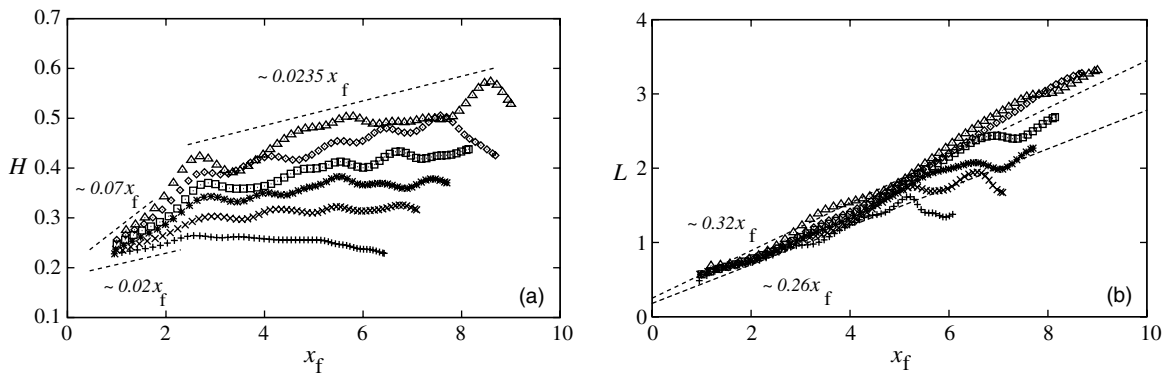 0.7
0.6
0.5
0.4
0.3
0.2
0.1
H
0 2 4 6 8 10
x_f
~ 0.0235 x_f
~ 0.07x_f
~ 0.02x_f
(a)
4
3
2
1
0
L
0 2 4 6 8 10
x_f
~ 0.32x_f
~ 0.26x_f
(b)